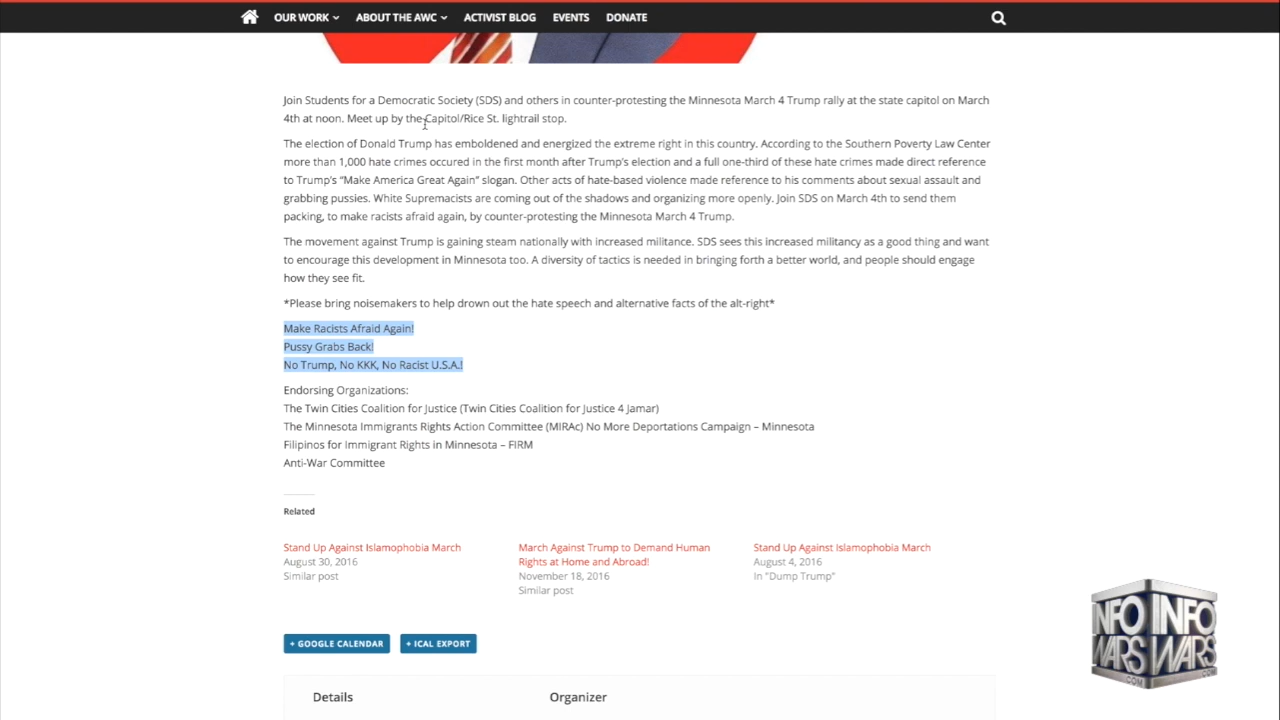 OUR WORK ABOUT THE AWC ACTIVIST BLOG EVENTS DONATE
Join Students for a Democratic Society (SDS) and others in counter-protesting the Minnesota March 4 Trump rally at the state capitol on March
4th at noon. Meet up by the Capitol/Rice St. lightrail stop.
The election of Donald Trump has emboldened and energized the extreme right in this country. According to the Southern Poverty Law Center
more than 1,000 hate crimes occured in the first month after Trump's election and a full one-third of these hate crimes made direct reference
to Trump's “Make America Great Again” slogan. Other acts of hate-based violence made reference to his comments about sexual assault and
grabbing pussies. White Supremacists are coming out of the shadows and organizing more openly. Join SDS on March 4th to send them
packing, to make racists afraid again, by counter-protesting the Minnesota March 4 Trump.
The movement against Trump is gaining steam nationally with increased militance. SDS sees this increased militancy as a good thing and want
to encourage this development in Minnesota too. A diversity of tactics is needed in bringing forth a better world, and people should engage
how they see fit.
*Please bring noisemakers to help drown out the hate speech and alternative facts of the alt-right*
Make Racists Afraid Again!
Pussy Grabs Back!
No Trump, No KKK, No Racist U.S.A.!
Endorsing Organizations:
The Twin Cities Coalition for Justice (Twin Cities Coalition for Justice 4 Jamar)
The Minnesota Immigrants Rights Action Committee (MIRAc) No More Deportations Campaign – Minnesota
Filipinos for Immigrant Rights in Minnesota – FIRM
Anti-War Committee
Related
Stand Up Against Islamophobia March
August 30, 2016
Similar post
March Against Trump to Demand Human
Rights at Home and Abroad!
November 18, 2016
Similar post
Stand Up Against Islamophobia March
August 4, 2016
In "Dump Trump"
+ GOOGLE CALENDAR + ICAL EXPORT
Details Organizer
INFO INFO
WARS WARS
.COM .COM